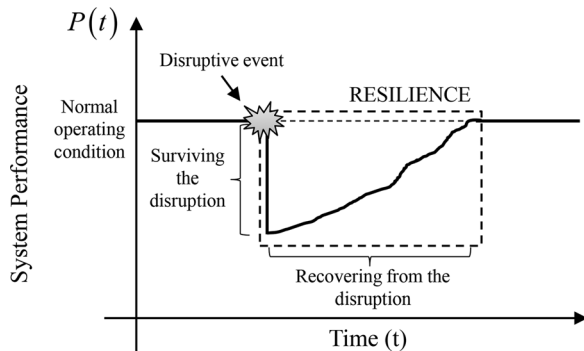 P(t)
Disruptive event
RESILIENCE
Normal
operating
condition
Surviving
the
disruption
System Performance
Recovering from the
disruption
Time (t)